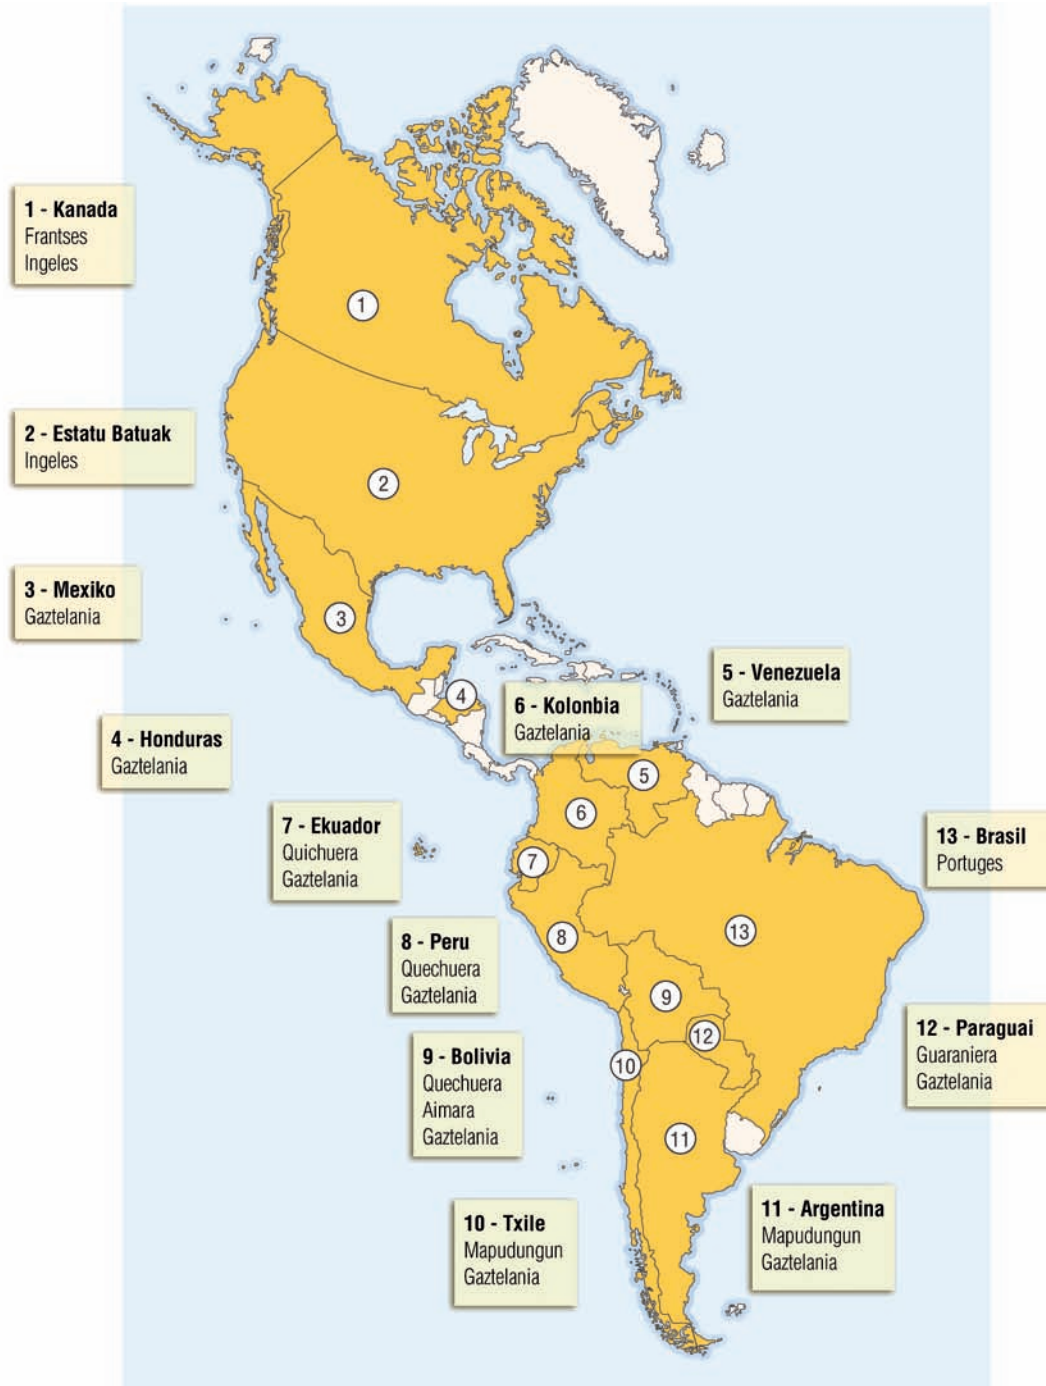 1 - Kanada
Frantses
Ingeles
1
2 - Estatu Batuak
Ingeles
2
3 - Mexiko
Gaztelania
3
4
5 - Venezuela
Gaztelania
6 - Kolonbia
Gaztelania
4 - Honduras
Gaztelania
5
6
7 - Ekuador
Quichuera
Gaztelania
7
13 - Brasil
Portuges
8 - Peru
Quechuera
Gaztelania
8
13
9
12 - Paraguai
Guaraniera
Gaztelania
12
9 - Bolivia
Quechuera
Aimara
Gaztelania
10
11
10 - Txile
Mapudungun
Gaztelania
11 - Argentina
Mapudungun
Gaztelania